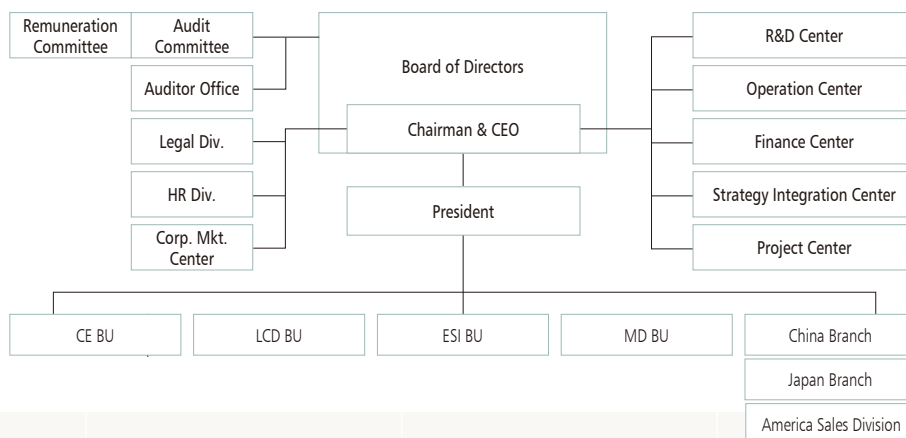 Remuneration
Committee
Audit
Committee
Board of Directors
R&D Center
Auditor Office
Operation Center
Chairman & CEO
Legal Div.
Finance Center
HR Div.
President
Strategy Integration Center
Corp. Mkt.
Center
Project Center
CE BU
LCD BU
ESI BU
MD BU
China Branch
Japan Branch
America Sales Division